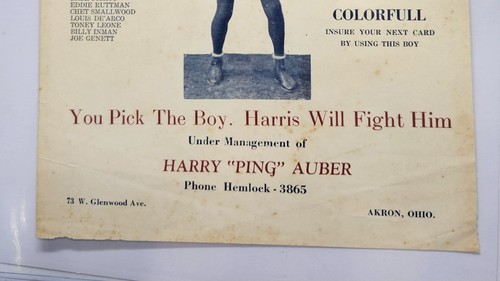 EDDIE RUTTMAN
CHET SMALLWOOD
LOUIS DE'ARCO
TONEY LEONE
BILLY INMAN
JOE GENETT
COLORFULL
INSURE YOUR NEXT CARD
BY USING THIS BOY
You Pick The Boy. Harris Will Fight Him
Under Management of
HARRY "PING" AUBER
Phone Hemlock - 3865
73 W. Glenwood Ave.
AKRON, OHIO.